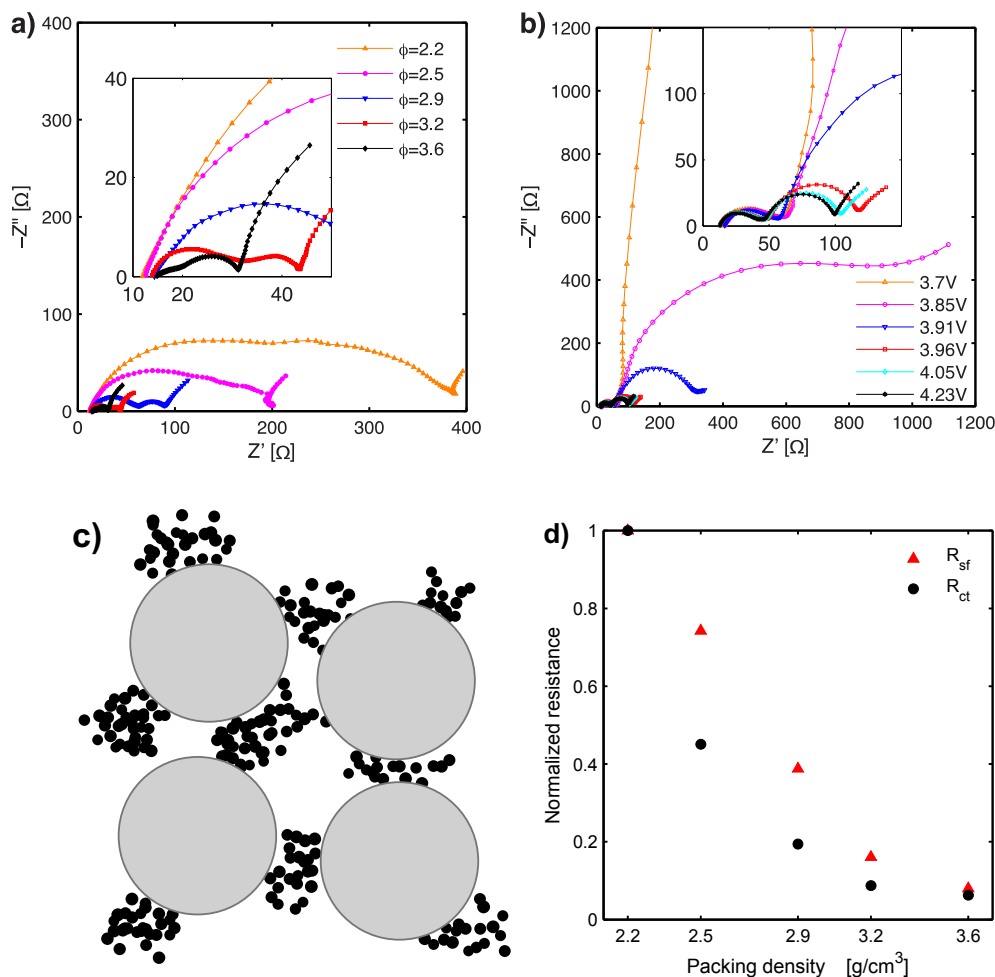 a)
400
300
200
100
0
−Z'' [Ω]
0
100
200
300
400
Z' [Ω]
ϕ=2.2
ϕ=2.5
ϕ=2.9
ϕ=3.2
ϕ=3.6
40
20
0
10
20
40
b)
1200
1000
800
600
400
200
0
−Z'' [Ω]
0
200
400
600
800
1000
1200
Z' [Ω]
100
50
0
0
50
100
3.7V
3.85V
3.91V
3.96V
4.05V
4.23V
c)
d)
1
0.8
0.6
0.4
0.2
0
Normalized resistance
R_sf
R_ct
2.2
2.5
2.9
3.2
3.6
Packing density [g/cm³]